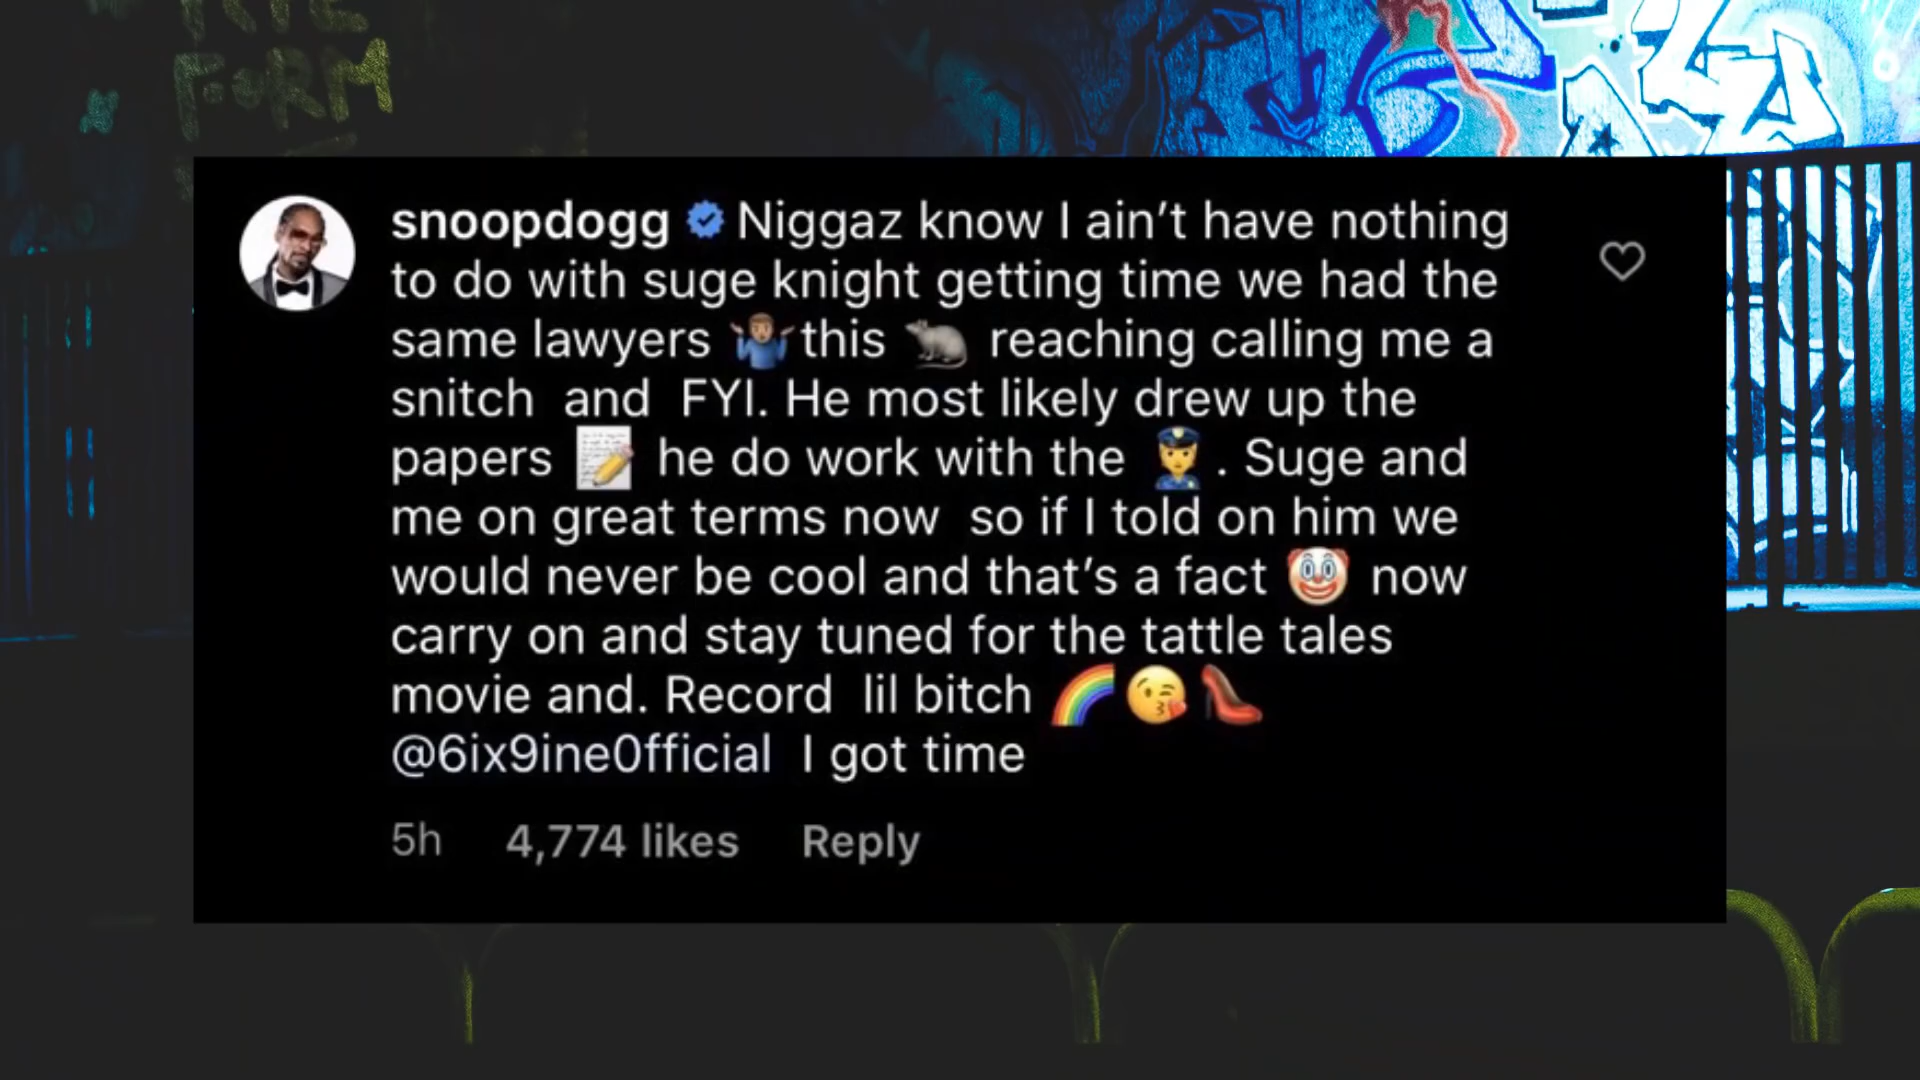 RTE
FORM
snoopdogg Niggaz know I ain't have nothing
to do with suge knight getting time we had the
same lawyers 🤷🏽‍♂️this 🐀 reaching calling me a
snitch and FYI. He most likely drew up the
papers 📝 he do work with the 👮 . Suge and
me on great terms now so if I told on him we
would never be cool and that's a fact 🤡 now
carry on and stay tuned for the tattle tales
movie and. Record lil bitch 🌈😘👠
@6ix9ine0fficial I got time
5h 4,774 likes Reply